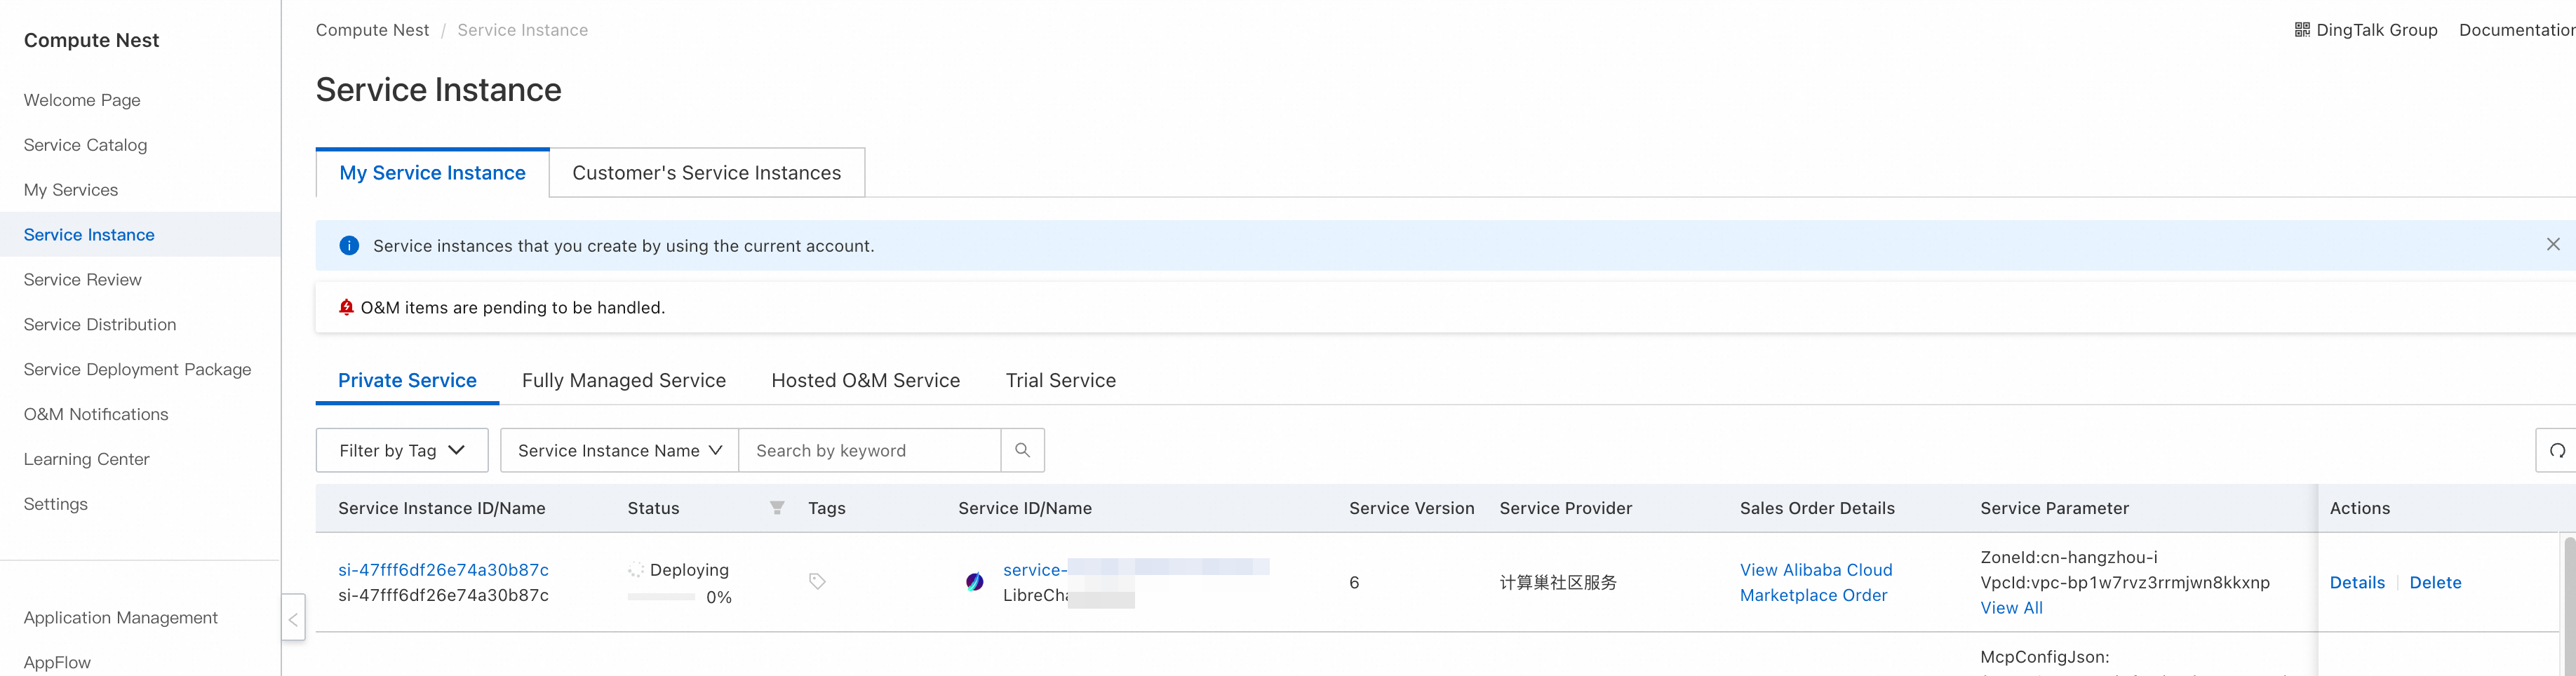 Compute Nest
Welcome Page
Service Catalog
My Services
Service Instance
Service Review
Service Distribution
Service Deployment Package
O&M Notifications
Learning Center
Settings
Application Management
AppFlow
Compute Nest / Service Instance
DingTalk Group
Service Instance
My Service Instance
Customer's Service Instances
Service instances that you create by using the current account.
O&M items are pending to be handled.
Private Service
Fully Managed Service
Hosted O&M Service
Trial Service
Filter by Tag
Service Instance Name
Search by keyword
Service Instance ID/Name
Status
Tags
Service ID/Name
Service Version
Service Provider
Sales Order Details
Service Parameter
Actions
si-47fff6df26e74a30b87c
si-47fff6df26e74a30b87c
Deploying
0%
service-
6
计算巢社区服务
View Alibaba Cloud
Marketplace Order
ZoneId:cn-hangzhou-i
VpcId:vpc-bp1w7rvz3rrmjwn8kkxnp
View All
Details
Delete
McpConfigJson: